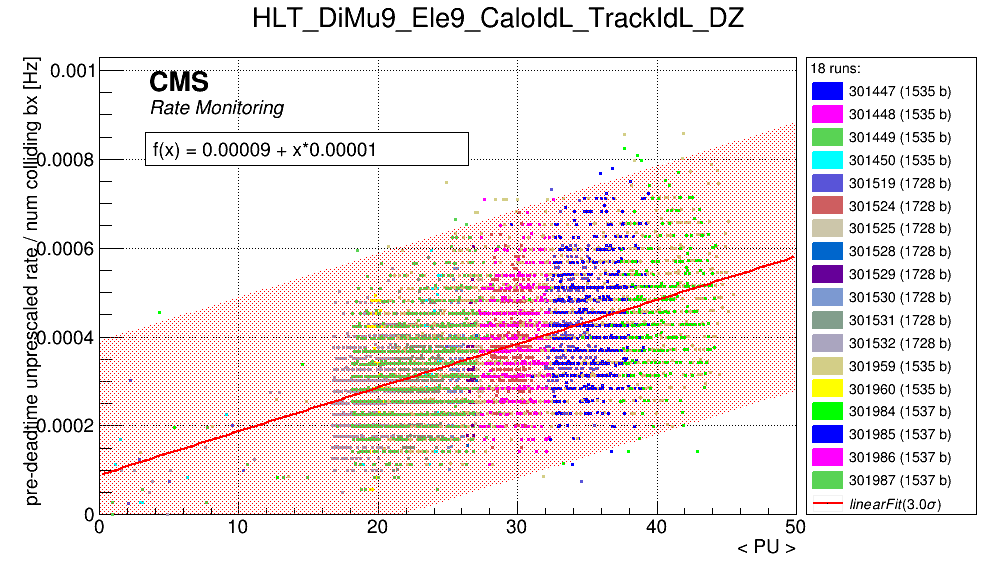 HLT_DiMu9_Ele9_CaloIdL_TrackIdL_DZ
pre-deadtime unprescaled rate / num colliding bx [Hz]
0.001
0.0008
0.0006
0.0004
0.0002
0
CMS
Rate Monitoring
f(x) = 0.00009 + x*0.00001
0 10 20 30 40 50
< PU >
18 runs:
301447 (1535 b)
301448 (1535 b)
301449 (1535 b)
301450 (1535 b)
301519 (1728 b)
301524 (1728 b)
301525 (1728 b)
301528 (1728 b)
301529 (1728 b)
301530 (1728 b)
301531 (1728 b)
301532 (1728 b)
301959 (1535 b)
301960 (1535 b)
301984 (1537 b)
301985 (1537 b)
301986 (1537 b)
301987 (1537 b)
linearFit(3.0σ)